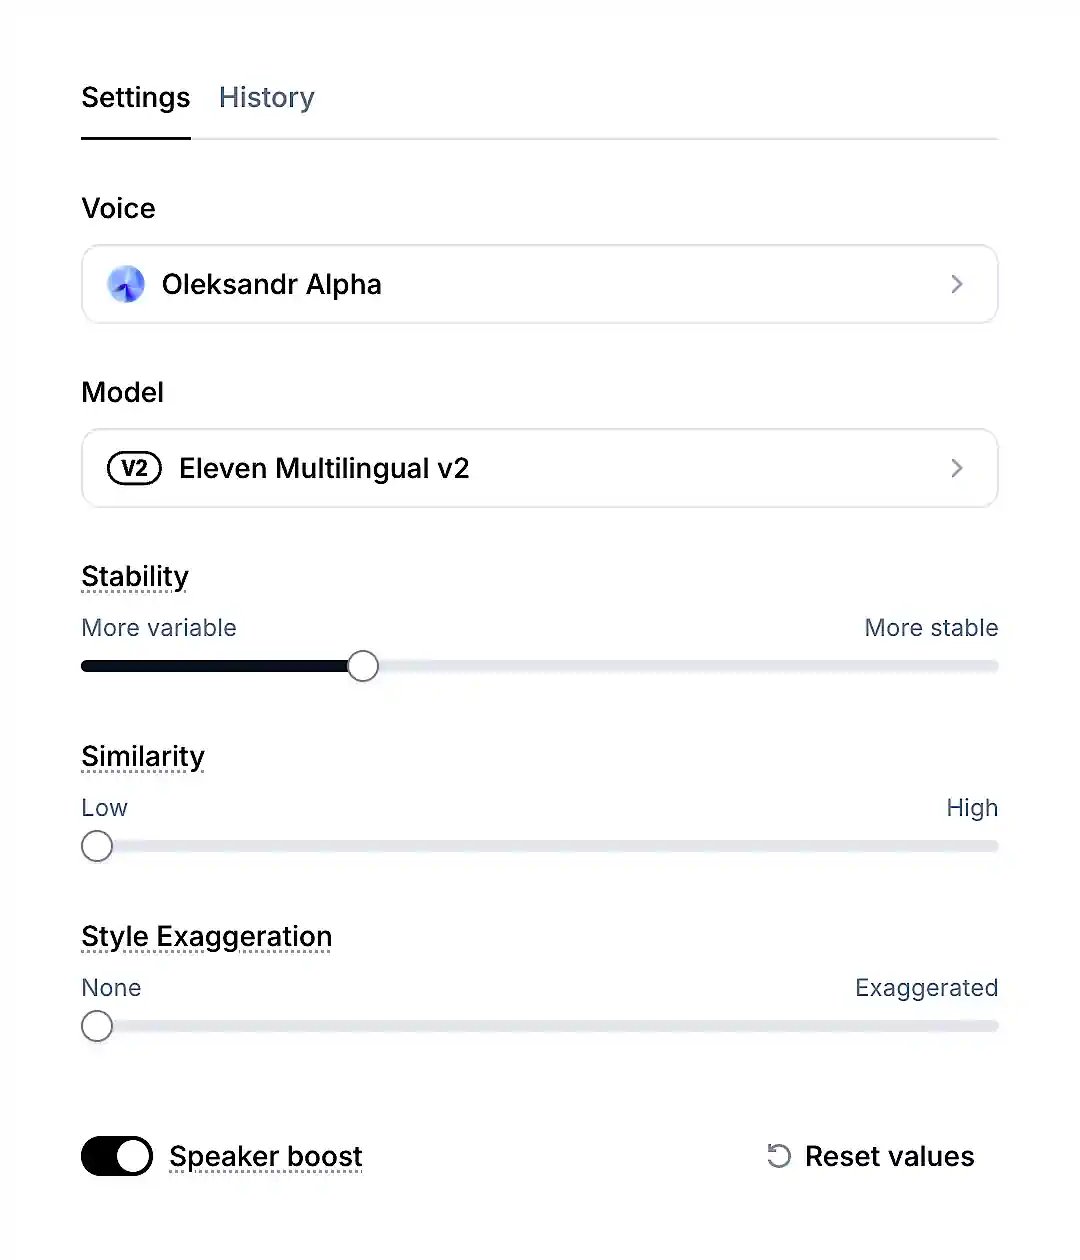 Settings History
Voice
Oleksandr Alpha
Model
V2 Eleven Multilingual v2
Stability
More variable More stable
Similarity
Low High
Style Exaggeration
None Exaggerated
Speaker boost Reset values